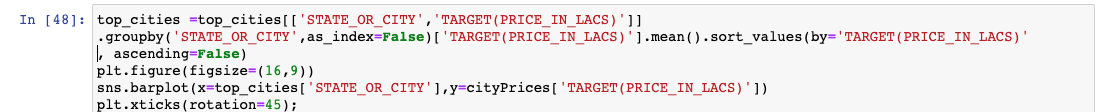 In [48]: top_cities =top_cities[['STATE_OR_CITY','TARGET(PRICE_IN_LACS)']]
.groupby('STATE_OR_CITY',as_index=False)['TARGET(PRICE_IN_LACS)'].mean().sort_values(by='TARGET(PRICE_IN_LACS)'
, ascending=False)
plt.figure(figsize=(16,9))
sns.barplot(x=top_cities['STATE_OR_CITY'],y=cityPrices['TARGET(PRICE_IN_LACS)'])
plt.xticks(rotation=45);